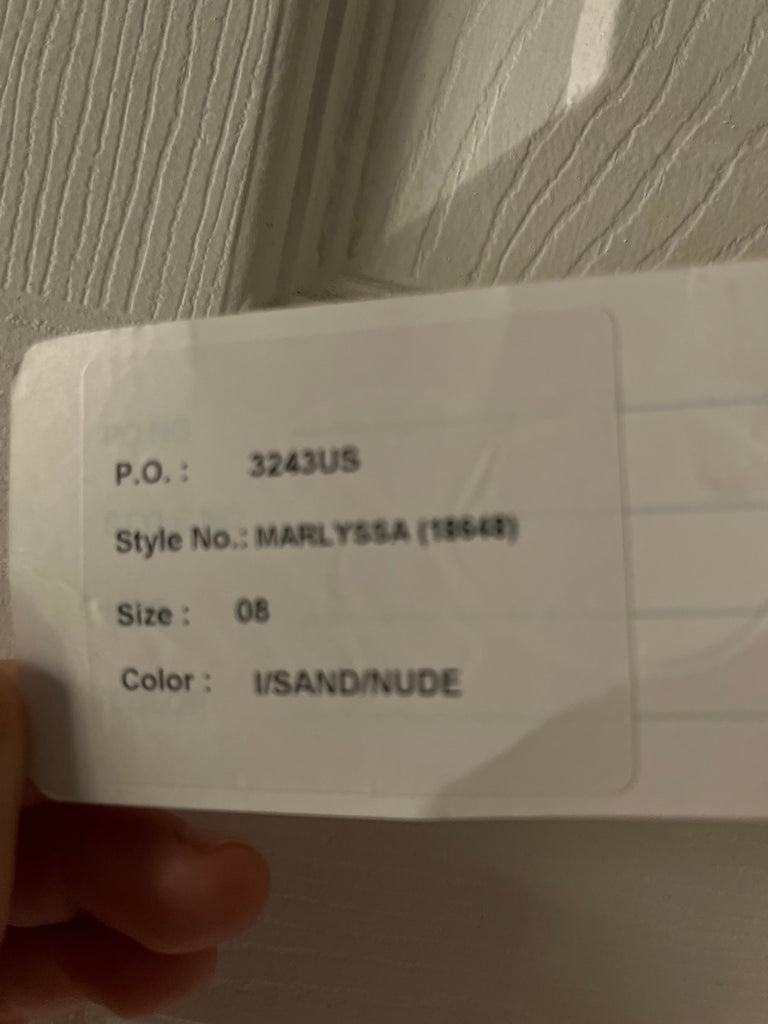 P.O. : 3243US
Style No.: MARLYSSA
Size : 08
Color : I/SAND/NUDE